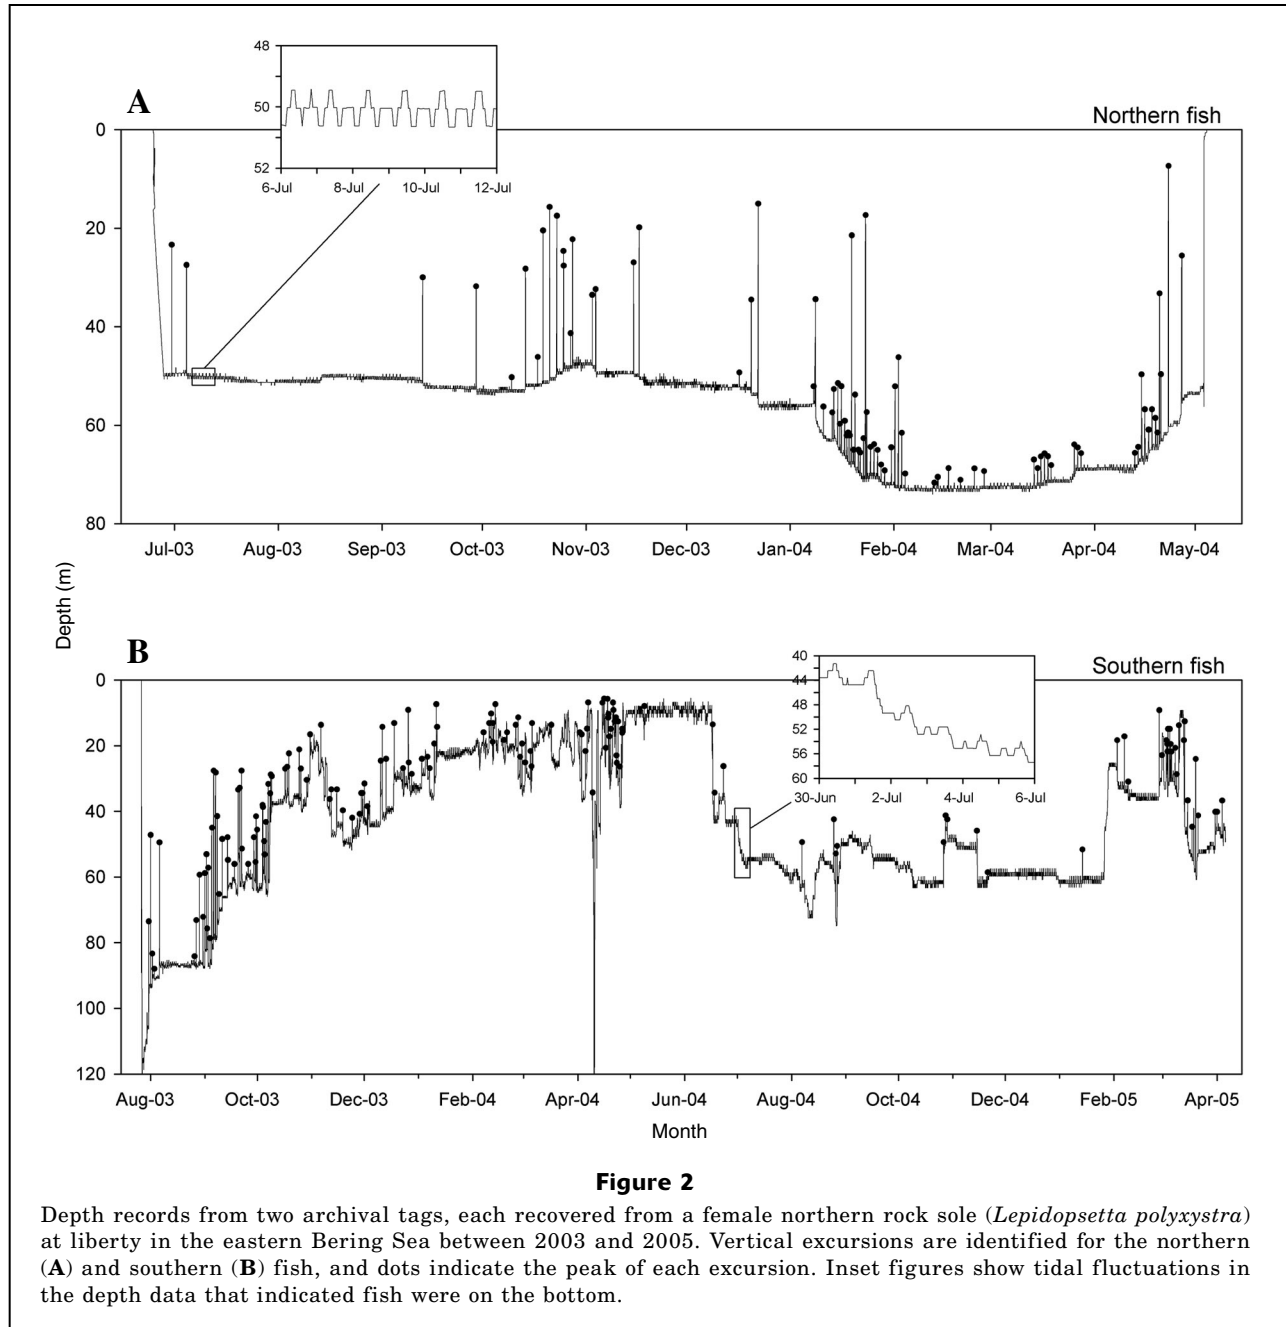 48
50
52
6-Jul 8-Jul 10-Jul 12-Jul
A
Northern fish
0
20
40
60
80
Jul-03 Aug-03 Sep-03 Oct-03 Nov-03 Dec-03 Jan-04 Feb-04 Mar-04 Apr-04 May-04
Depth (m)
B
Southern fish
40
44
48
52
56
60
30-Jun 2-Jul 4-Jul 6-Jul
0
20
40
60
80
100
120
Aug-03 Oct-03 Dec-03 Feb-04 Apr-04 Jun-04 Aug-04 Oct-04 Dec-04 Feb-05 Apr-05
Month
Figure 2
Depth records from two archival tags, each recovered from a female northern rock sole (Lepidopsetta polyxystra)
at liberty in the eastern Bering Sea between 2003 and 2005. Vertical excursions are identified for the northern
(A) and southern (B) fish, and dots indicate the peak of each excursion. Inset figures show tidal fluctuations in
the depth data that indicated fish were on the bottom.